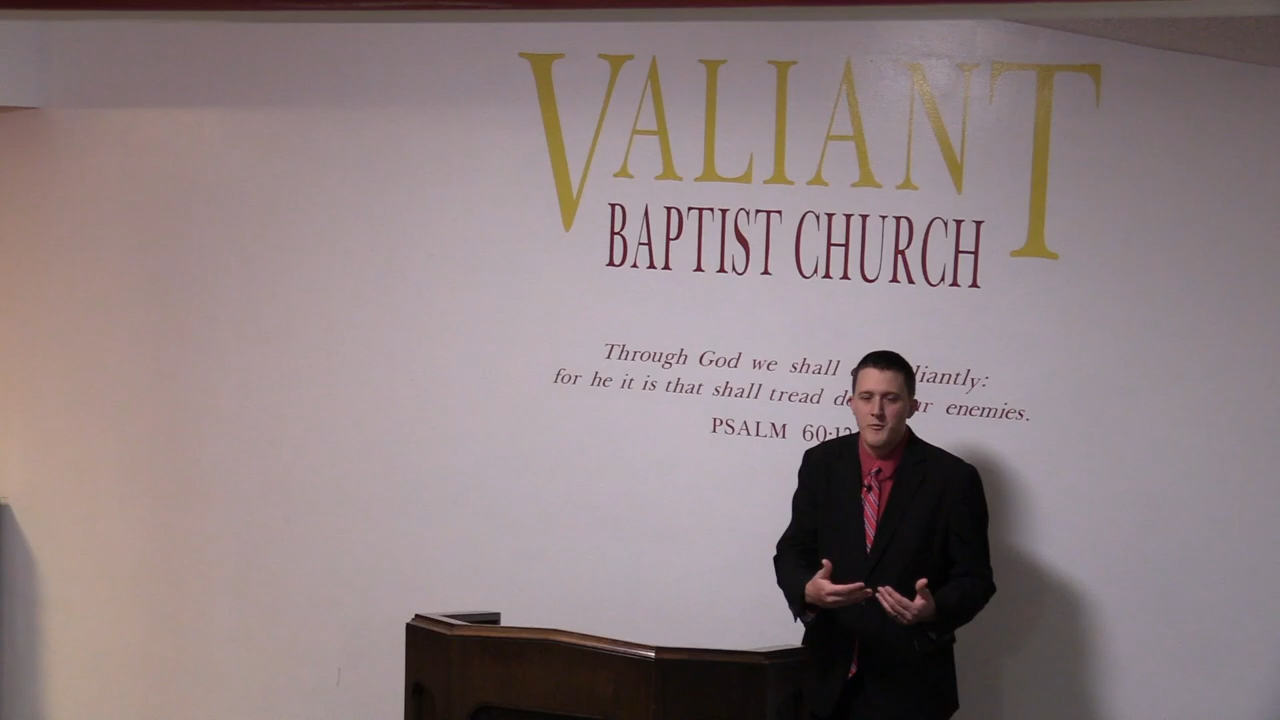 VALIANT
BAPTIST CHURCH
Through God we shall
for he it is that shall tread enemies.
PSALM